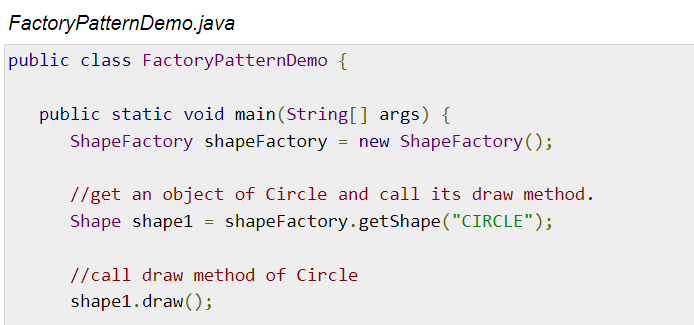 FactoryPatternDemo.java
public class FactoryPatternDemo {
public static void main(String[] args) {
ShapeFactory shapeFactory = new ShapeFactory();
//get an object of Circle and call its draw method.
Shape shape1 = shapeFactory.getShape("CIRCLE");
//call draw method of Circle
shape1.draw();